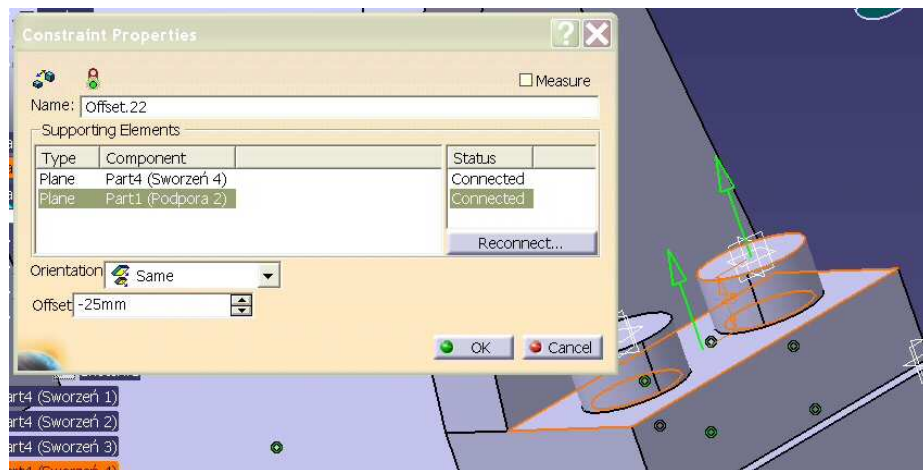 Constraint Properties
Measure
Name: Offset.22
Supporting Elements
Type Component Status
Plane Part4 (Sworzeń 4) Connected
Plane Part1 (Podpora 2) Connected
Reconnect...
Orientation Same
Offset -25mm
OK Cancel
art4 (Sworzeń 1)
art4 (Sworzeń 2)
art4 (Sworzeń 3)